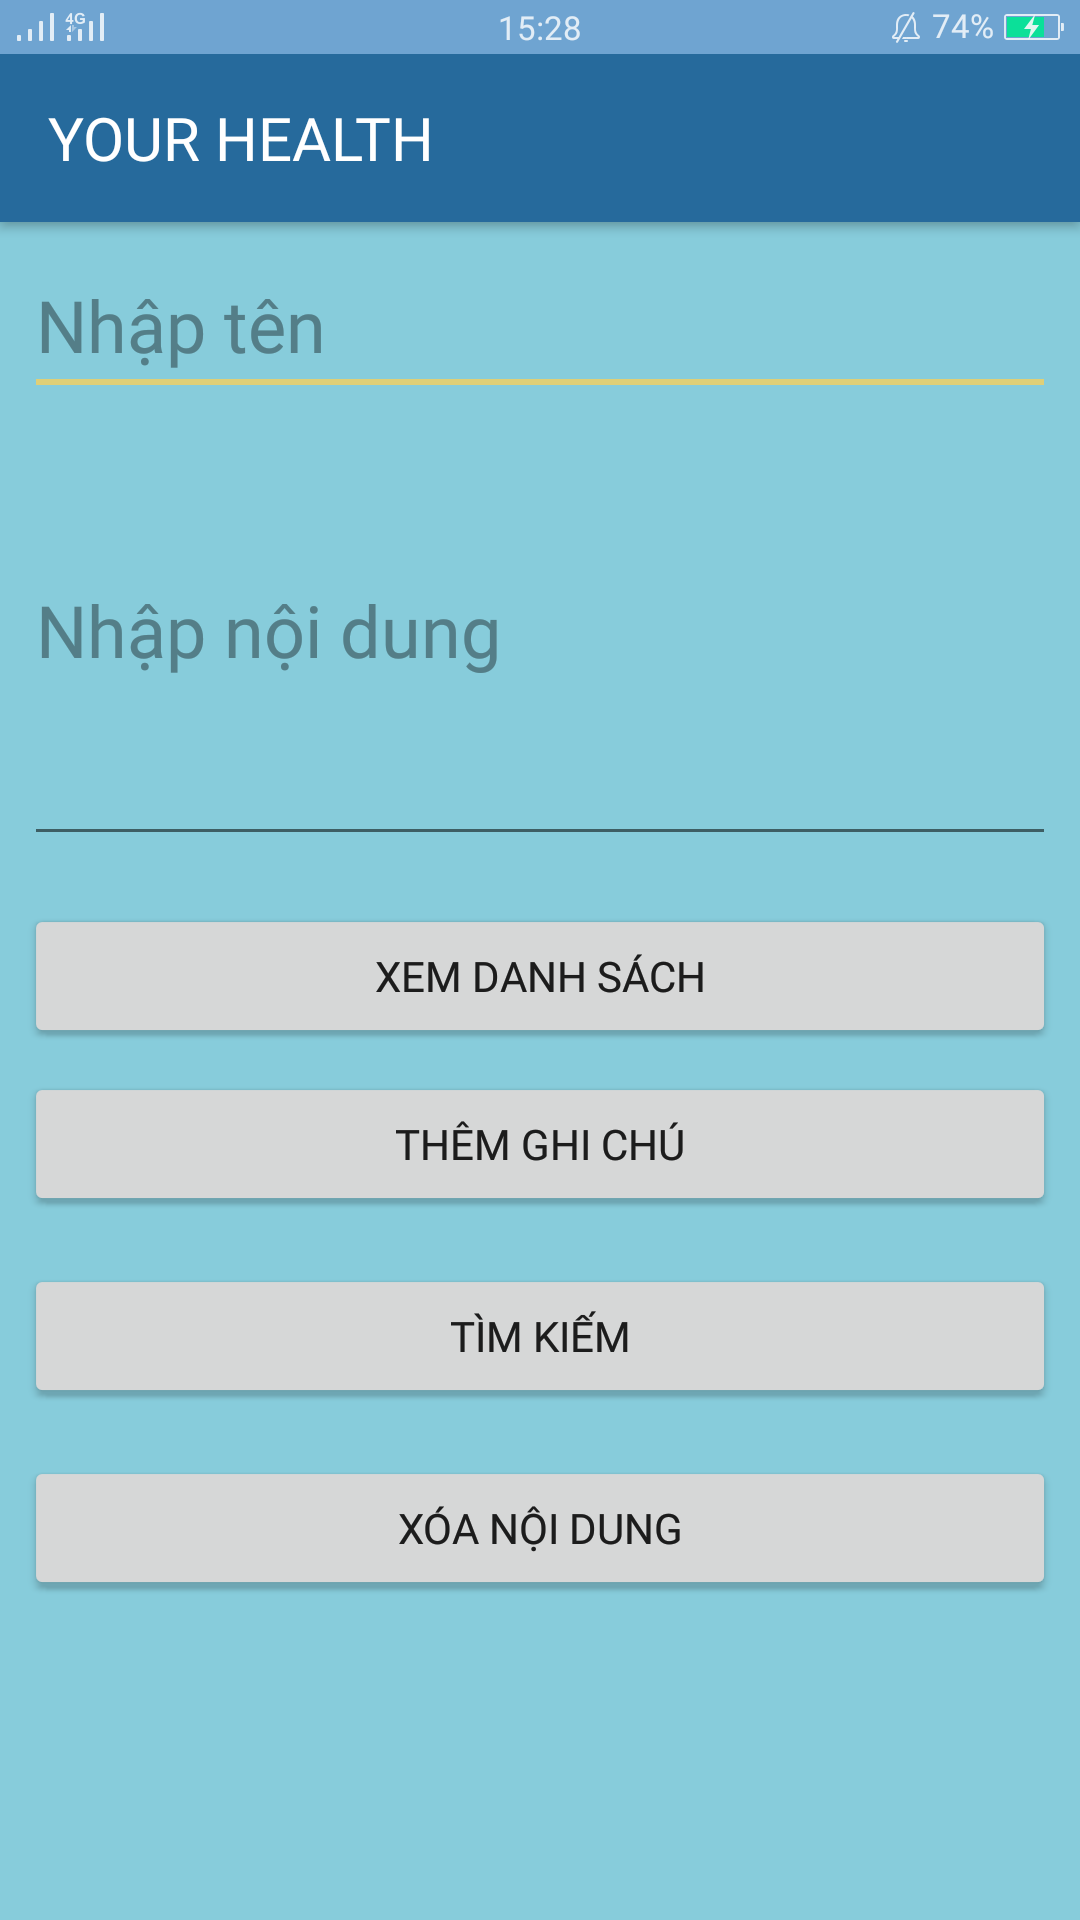 4G 15:28 74%
YOUR HEALTH
Nhập tên
Nhập nội dung
XEM DANH SÁCH
THÊM GHI CHÚ
TÌM KIẾM
XÓA NỘI DUNG